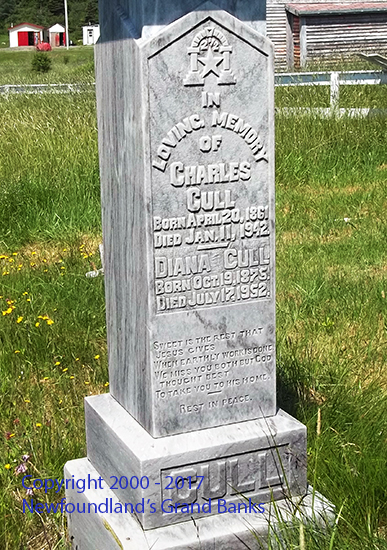 IN
LOVING MEMORY
OF
CHARLES
CULL
BORN APRIL 20, 1861
DIED JAN. 11, 1942
DIANA CULL
BORN OCT. 19, 1875.
DIED JULY 17, 1952.
SWEET IS THE REST THAT
JESUS GIVES
WHEN EARTHLY WORK IS DONE
WE MISS YOU BOTH BUT GOD
THOUGHT BEST
TO TAKE YOU TO HIS HOME.
REST IN PEACE.
CULL
Copyright 2000 - 2017
Newfoundland's Grand Banks